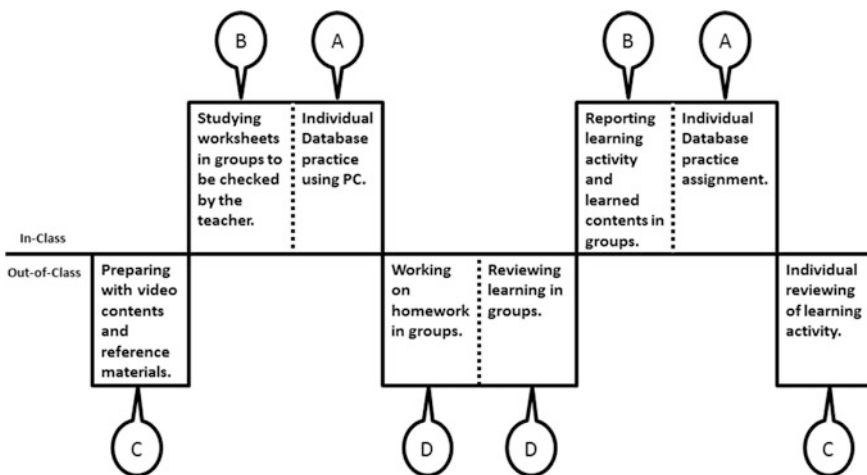 B
A
B
A
Studying
worksheets
in groups to
be checked
by the
teacher.
Individual
Database
practice
using PC.
Reporting
learning
activity
and
learned
contents in
groups.
Individual
Database
practice
assignment.
In-Class
Out-of-Class
Preparing
with video
contents
and
reference
materials.
Working
on
homework
in groups.
Reviewing
learning in
groups.
Individual
reviewing
of learning
activity.
C
D
D
C